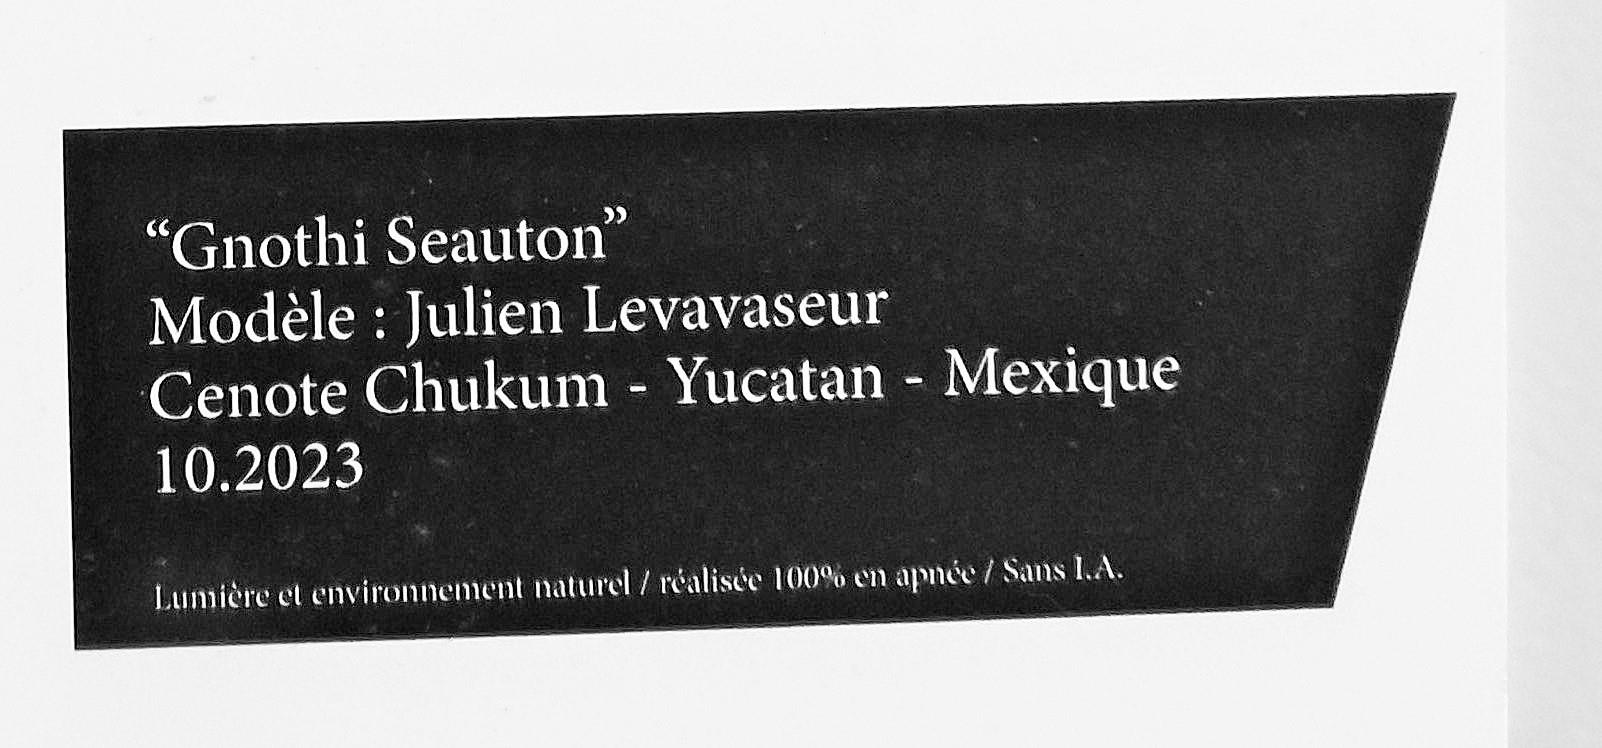 “Gnothi Seauton”
Modèle : Julien Levavaseur
Cenote Chukum - Yucatan - Mexique
10.2023
Lumière et environnement naturel / réalisée 100% en apnée / Sans I.A.